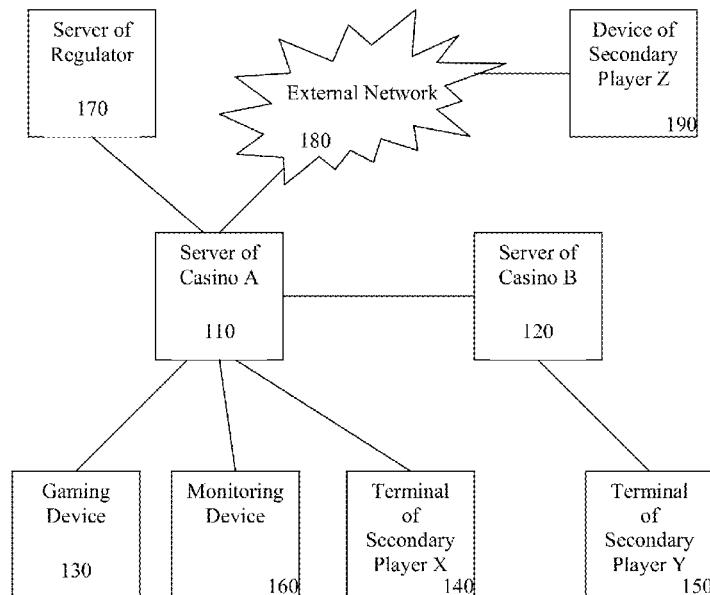 Server of
Regulator
170
External Network
180
Device of
Secondary
Player Z
190
Server of
Casino A
110
Server of
Casino B
120
Gaming
Device
130
Monitoring
Device
160
Terminal
of
Secondary
Player X
140
Terminal
of
Secondary
Player Y
150